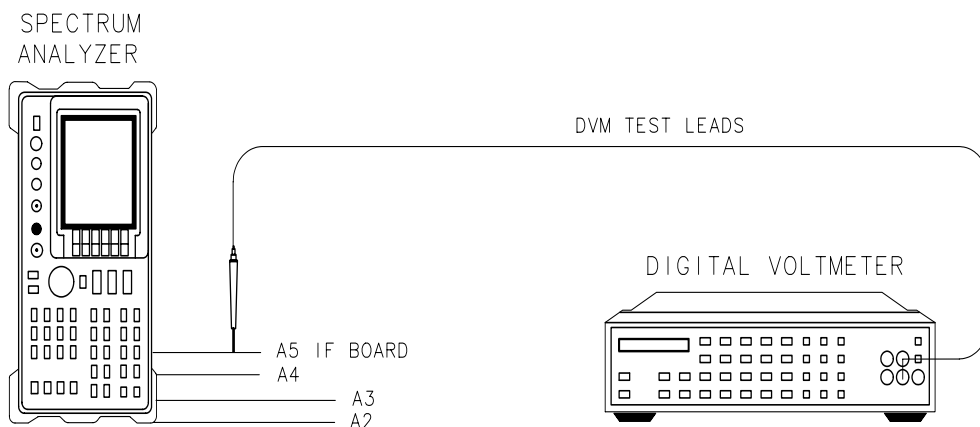 SPECTRUM
ANALYZER
DVM TEST LEADS
DIGITAL VOLTMETER
A5 IF BOARD
A4
A3
A2